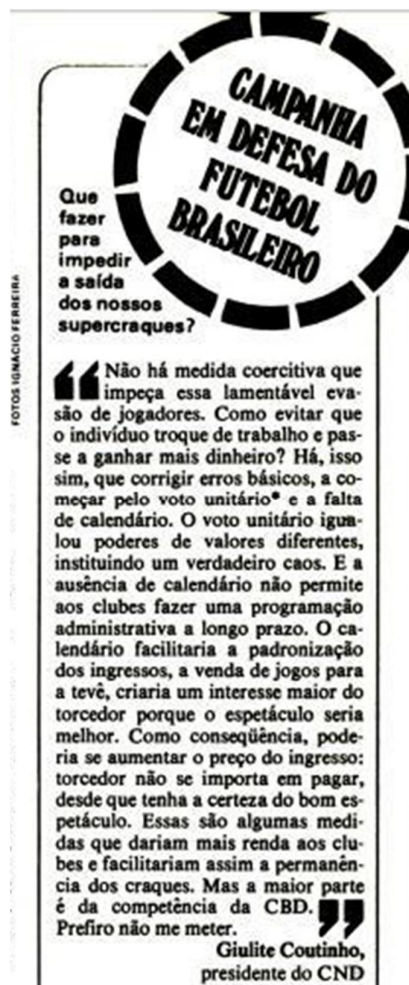 CAMPANHA
EM DEFESA DO
FUTEBOL
BRASILEIRO
Que
fazer
para
impedir
a saída
dos nossos
supercraques?
FOTOS IGNÁCIO FERREIRA
"Não há medida coercitiva que
impeça essa lamentável eva-
são de jogadores. Como evitar que
o indivíduo troque de trabalho e pas-
se a ganhar mais dinheiro? Há, isso
sim, que corrigir erros básicos, a co-
meçar pelo voto unitário* e a falta
de calendário. O voto unitário igua-
lou poderes de valores diferentes,
instituindo um verdadeiro caos. E a
ausência de calendário não permite
aos clubes fazer uma programação
administrativa a longo prazo. O ca-
lendário facilitaria a padronização
dos ingressos, a venda de jogos para
a tevê, criaria um interesse maior do
torcedor porque o espetáculo seria
melhor. Como conseqüência, pode-
ria se aumentar o preço do ingresso:
torcedor não se importa em pagar,
desde que tenha a certeza do bom es-
petáculo. Essas são algumas medi-
das que dariam mais renda aos clu-
bes e facilitariam assim a permanên-
cia dos craques. Mas a maior parte
é da competência da CBD.
Prefiro não me meter."
Giulite Coutinho,
presidente do CND